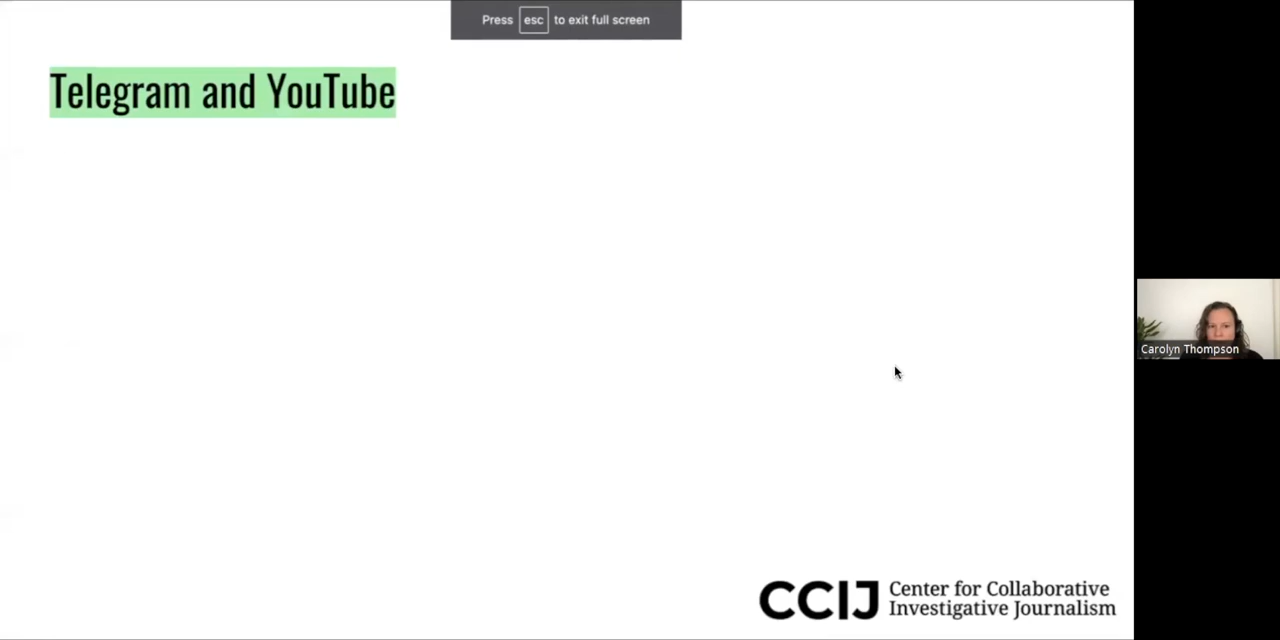 Press esc to exit full screen
Telegram and YouTube
Carolyn Thompson
CCIJ Center for Collaborative
Investigative Journalism